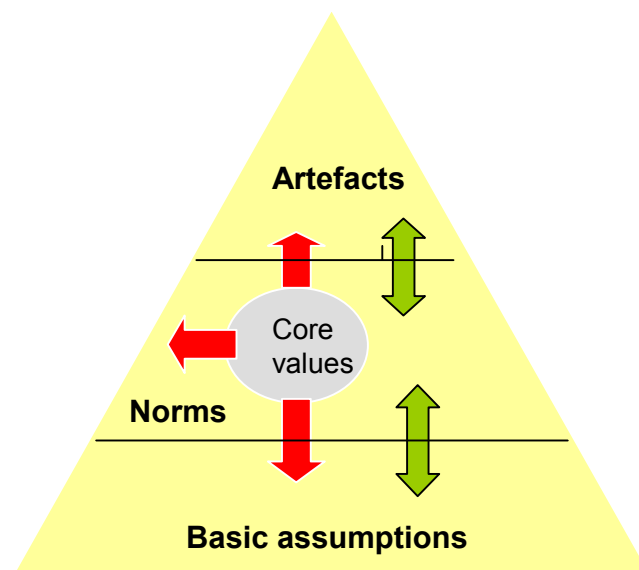 Artefacts
Core
values
Norms
Basic assumptions